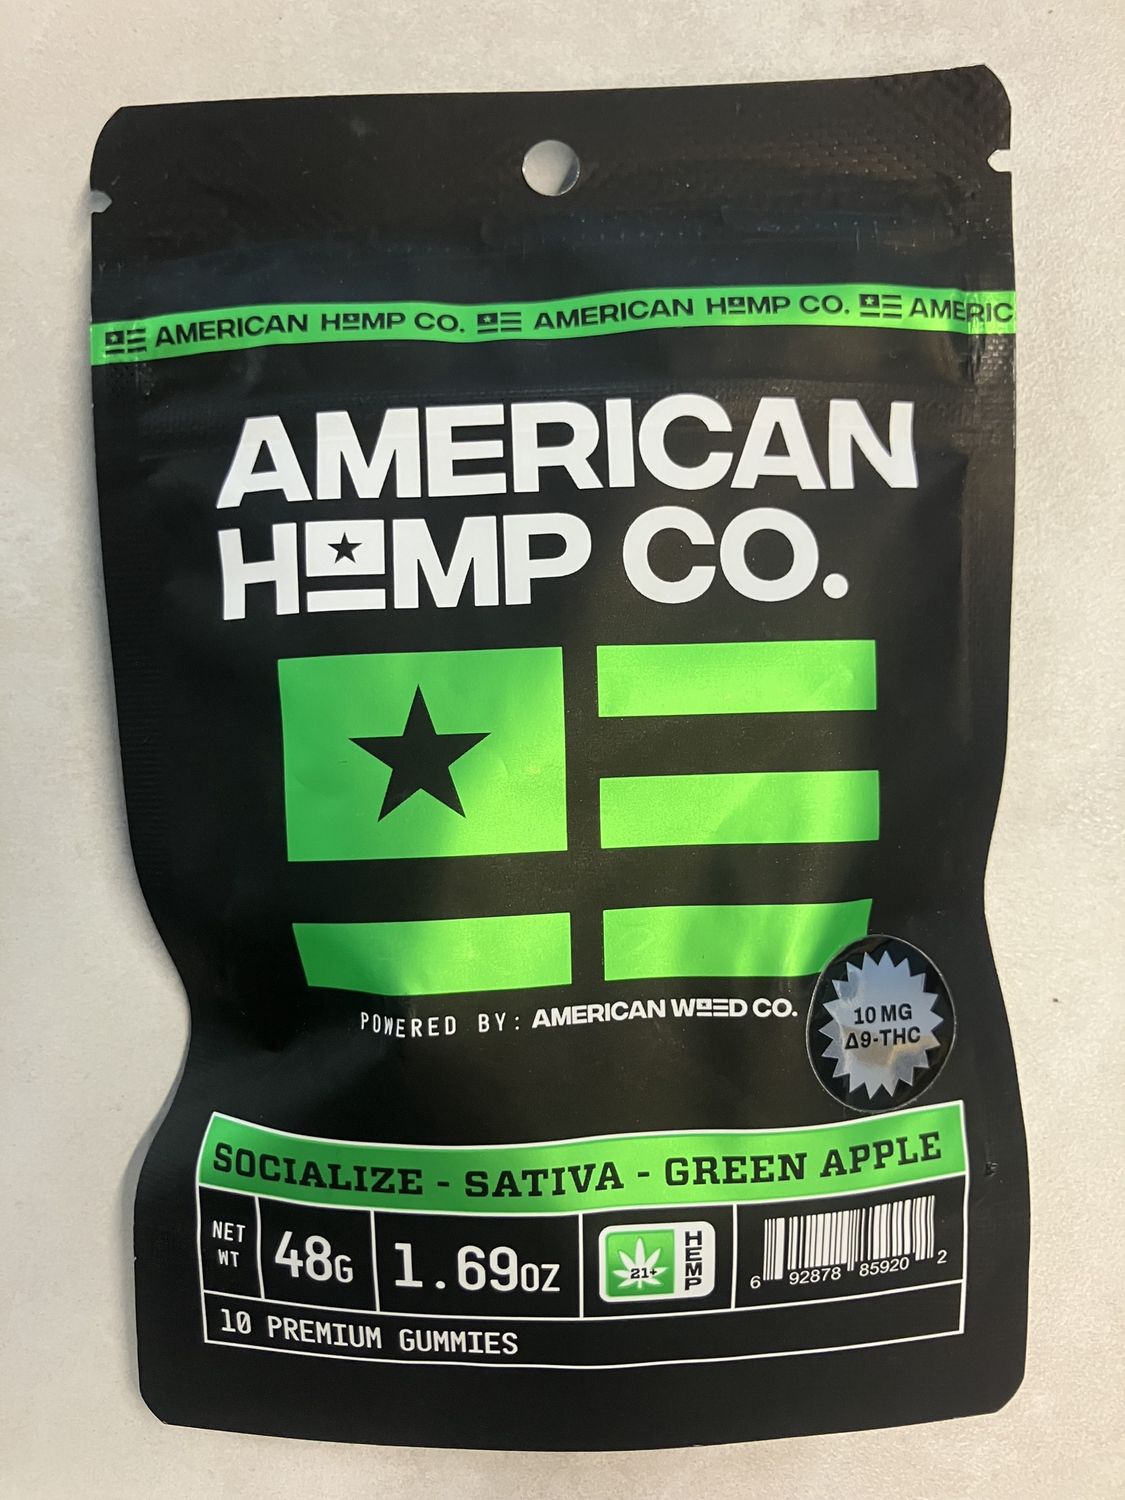 AMERICAN HEMP CO. AMERICAN HEMP CO. AMERIC
AMERICAN
HEMP CO.
POWERED BY: AMERICAN WEED CO.
10 MG
Δ9-THC
SOCIALIZE - SATIVA - GREEN APPLE
NET
WT
48G
1.69OZ
21+
HEMP
6 92878 85920 2
10 PREMIUM GUMMIES